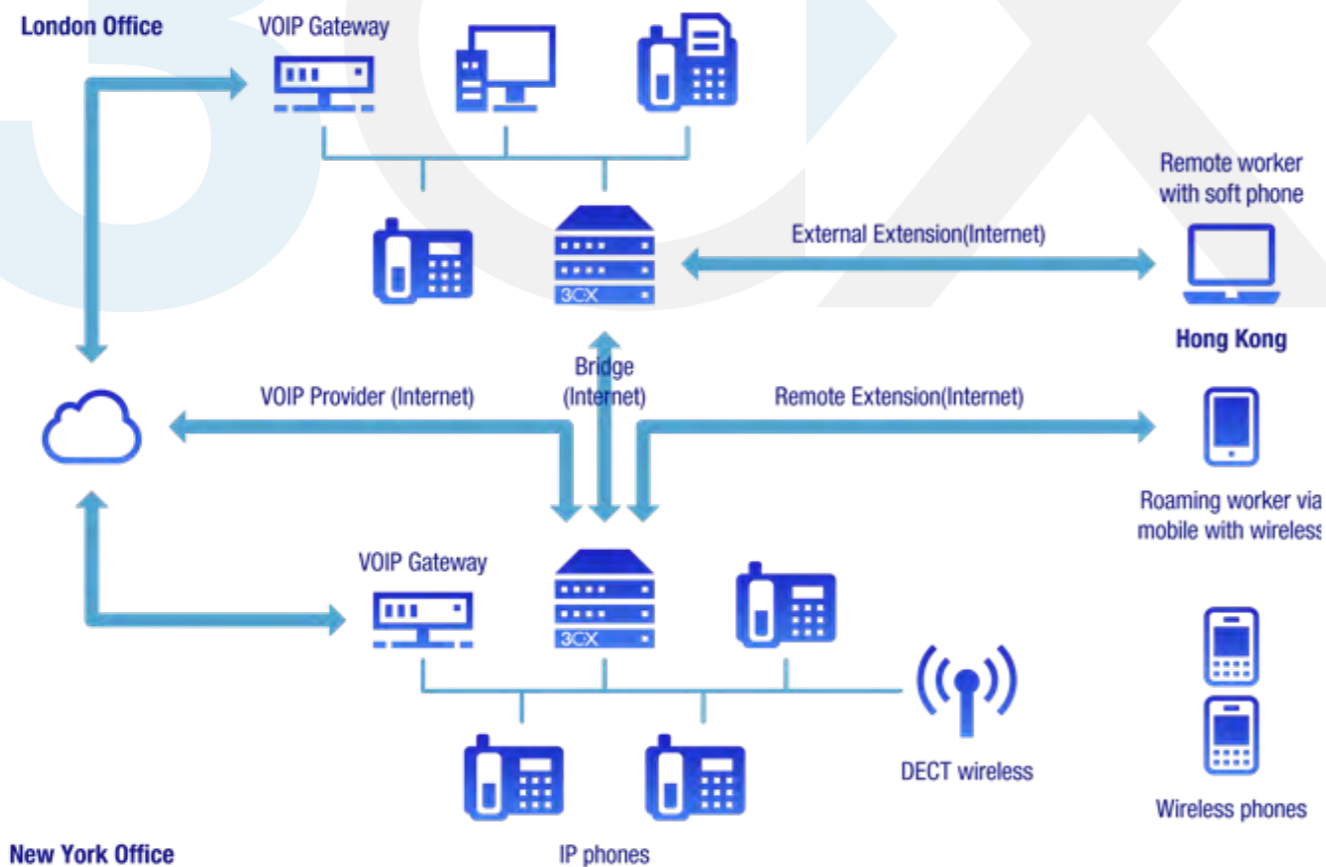 London Office
VOIP Gateway
Remote worker
with soft phone
External Extension(Internet)
3CX
Hong Kong
Bridge
(Internet)
VOIP Provider (Internet)
Remote Extension(Internet)
Roaming worker via
mobile with wireless
VOIP Gateway
3CX
DECT wireless
Wireless phones
New York Office
IP phones
3CX